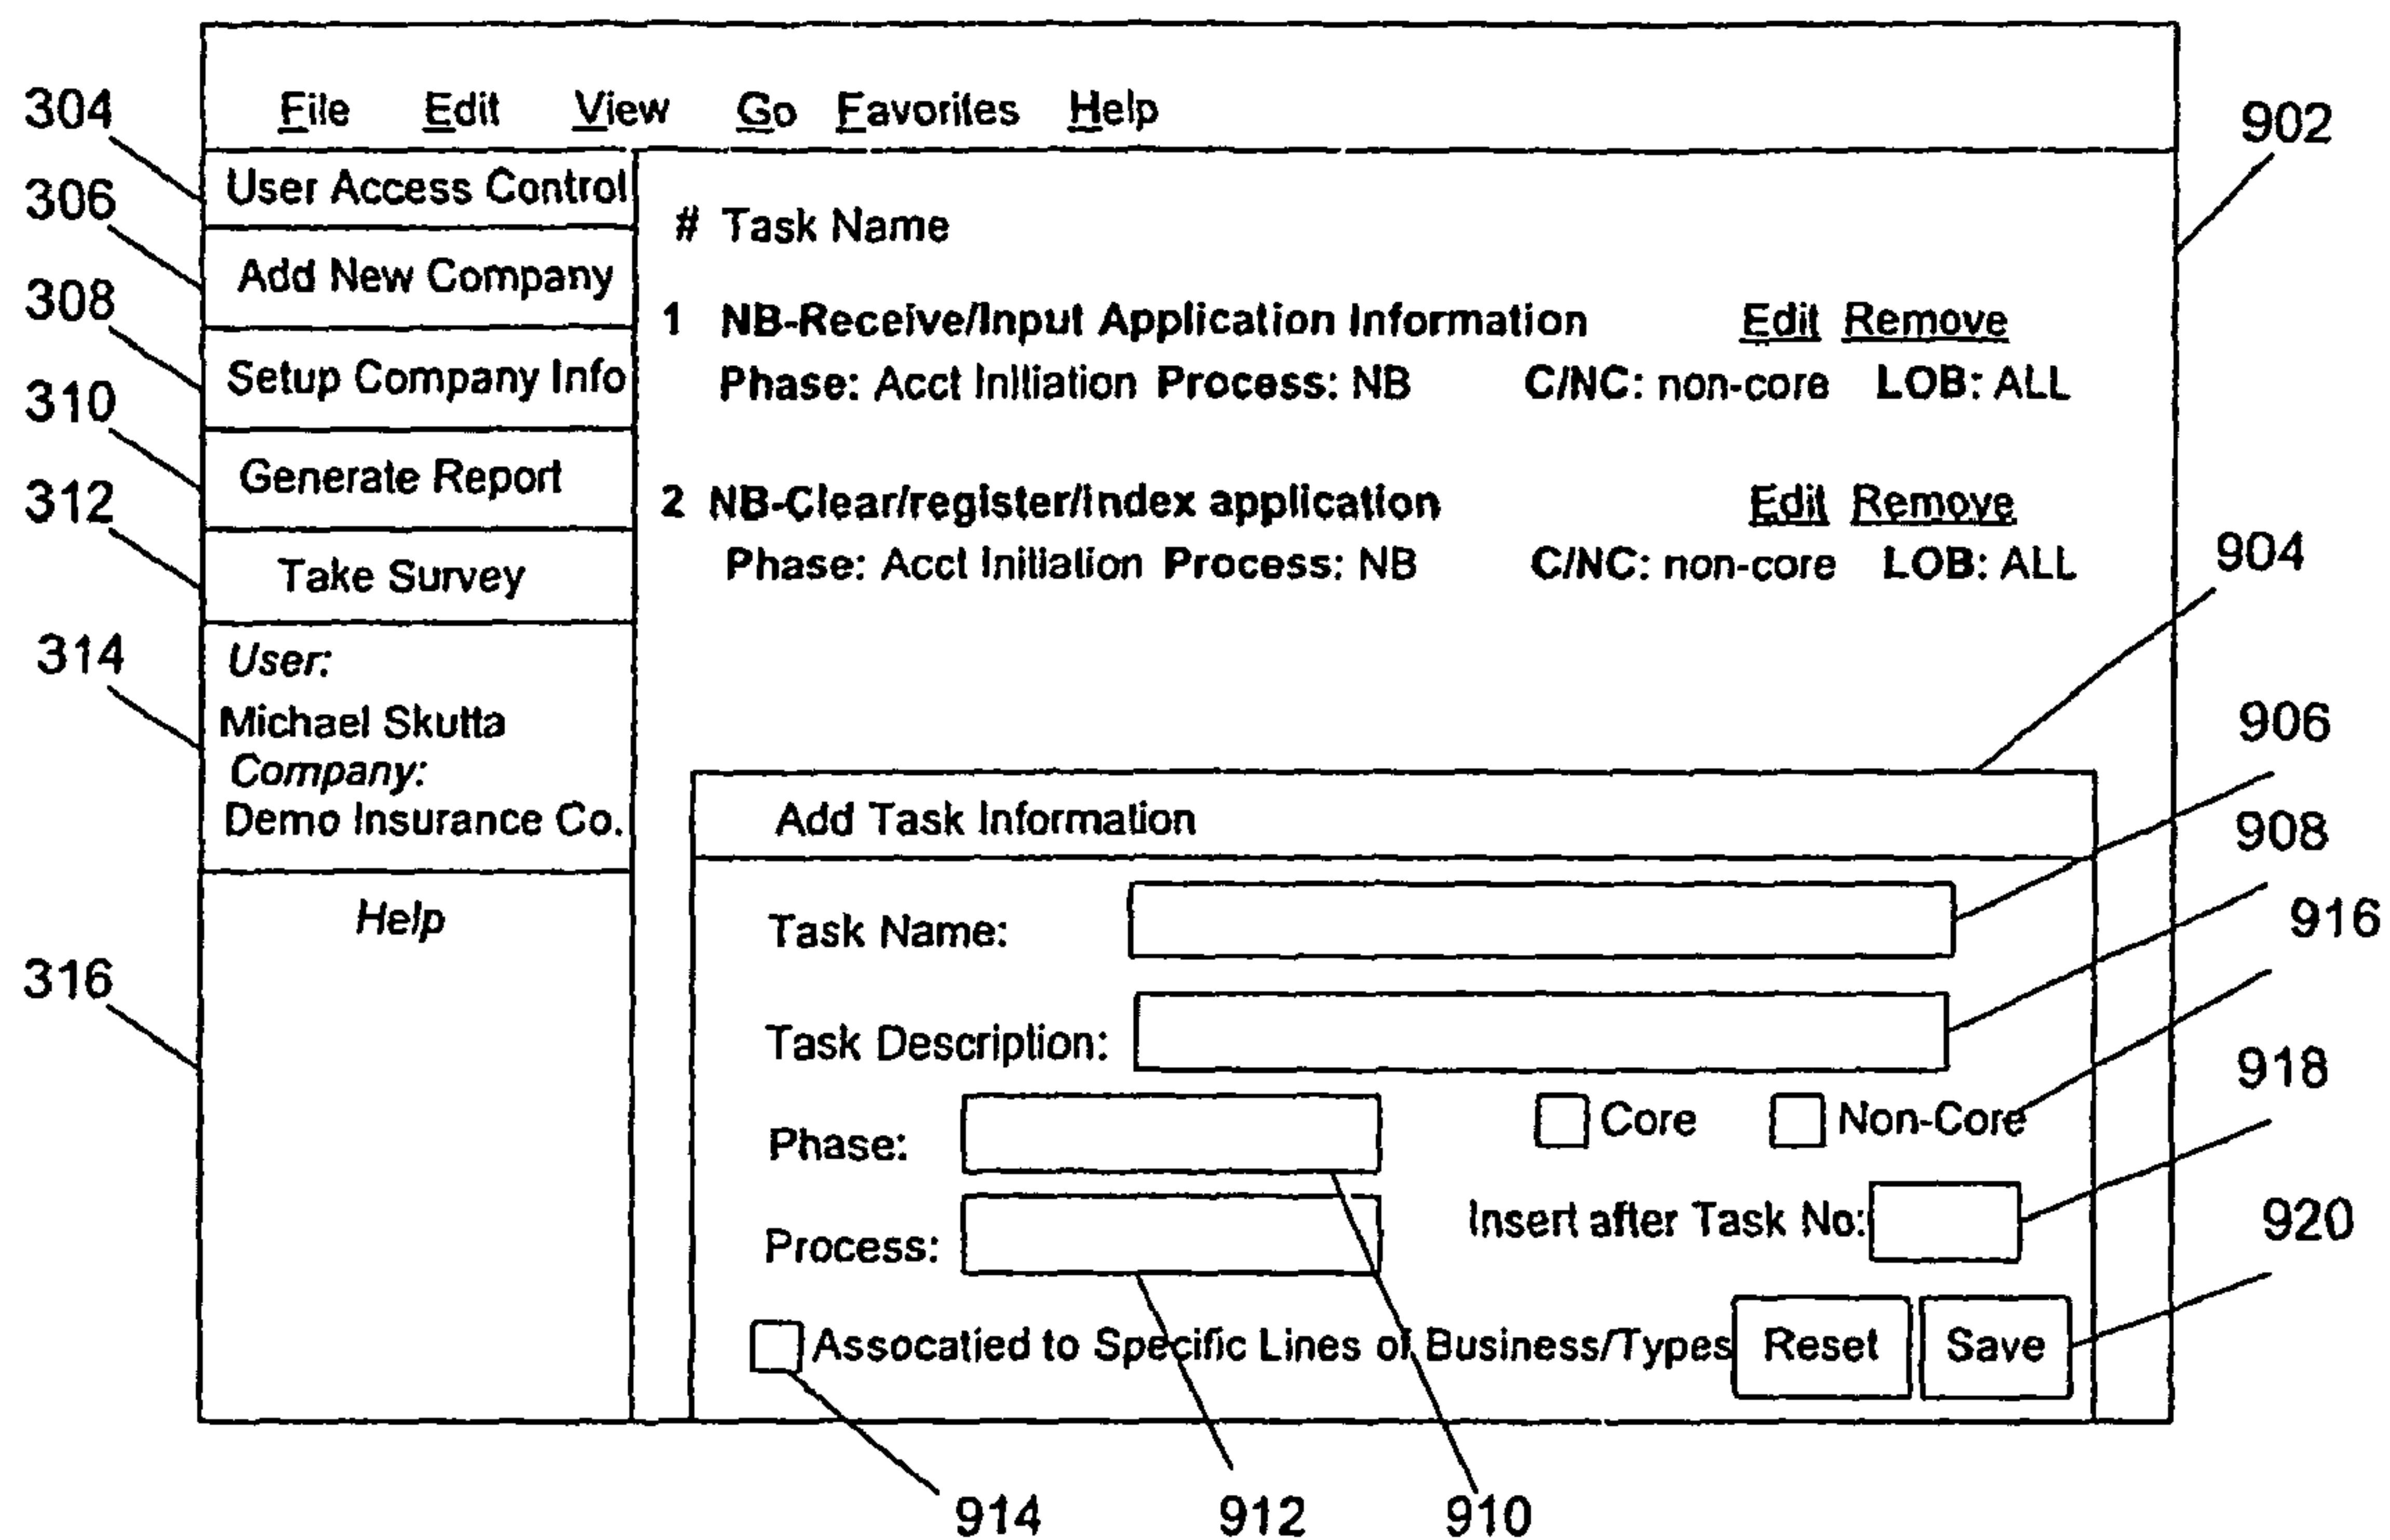 File Edit View Go Favorites Help
304
306
308
310
312
314
316
User Access Control
Add New Company
Setup Company Info
Generate Report
Take Survey
User:
Michael Skutta
Company:
Demo Insurance Co.
Help
# Task Name
1 NB-Receive/Input Application Information Edit Remove
Phase: Acct Initiation Process: NB C/NC: non-core LOB: ALL
2 NB-Clear/register/index application Edit Remove
Phase: Acct Initiation Process: NB C/NC: non-core LOB: ALL
Add Task Information
Task Name:
Task Description:
Phase:
Core Non-Core
Process:
Insert after Task No:
Assocatied to Specific Lines of Business/Types Reset Save
902
904
906
908
916
918
920
914 912 910